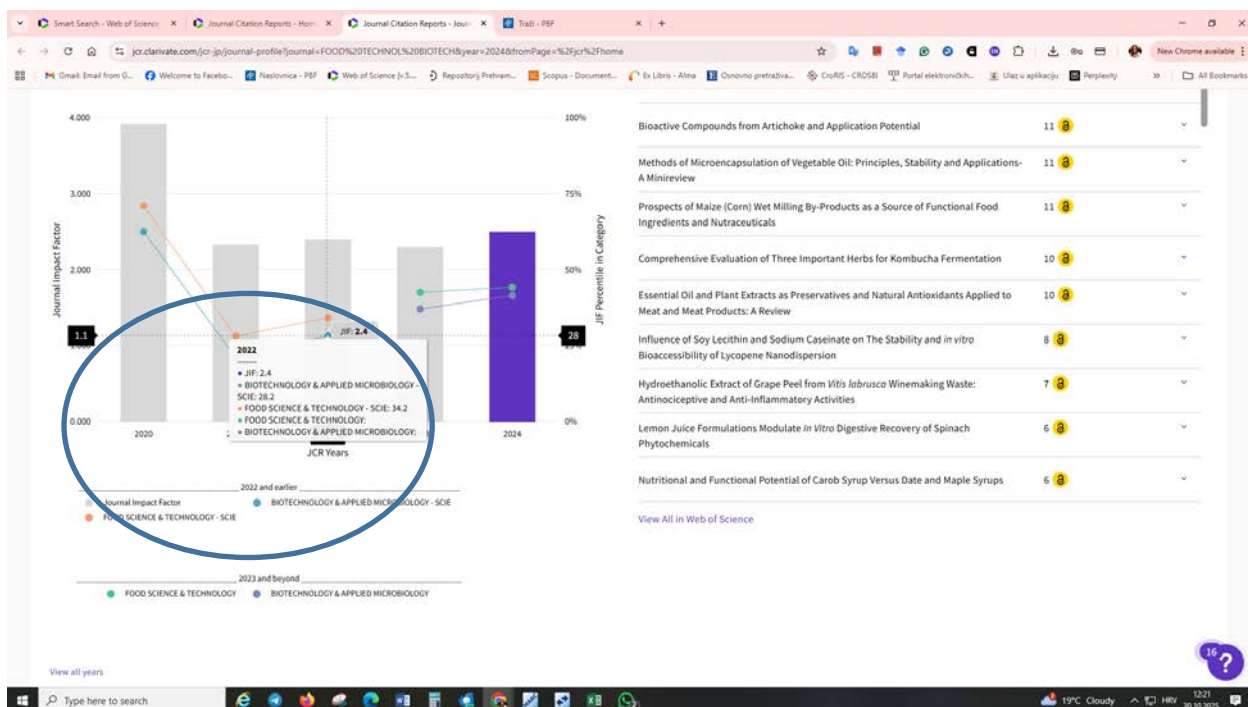 Smart Search - Web of Science
Journal Citation Reports - Hom
Journal Citation Reports - Journ
Traži - PBF
jcr.clarivate.com/jcr-jp/journal-profile?journal=FOOD%20TECHNOL%20BIOTECH&year=2024&fromPage=%2Fjcr%2Fhome
New Chrome available
Gmail: Email from G...
Welcome to Facebo...
Naslovnica - PBF
Web of Science [v.5....
Repozitorij Prehram...
Scopus - Document...
Ex Libris - Alma
Osnovno pretraživa...
CroRIS - CROSBI
Portal elektroničkih...
Ulaz u aplikaciju
Perplexity
All Bookmarks
4.000
100%
3.000
75%
2.000
50%
1.1
28
0.000
0%
Journal Impact Factor
JIF Percentile in Category
JIF: 2.4
2022
JIF: 2.4
BIOTECHNOLOGY & APPLIED MICROBIOLOGY -
SCIE: 28.2
FOOD SCIENCE & TECHNOLOGY - SCIE: 34.2
FOOD SCIENCE & TECHNOLOGY:
BIOTECHNOLOGY & APPLIED MICROBIOLOGY:
2020
2024
JCR Years
2022 and earlier
Journal Impact Factor
BIOTECHNOLOGY & APPLIED MICROBIOLOGY - SCIE
FOOD SCIENCE & TECHNOLOGY - SCIE
2023 and beyond
FOOD SCIENCE & TECHNOLOGY
BIOTECHNOLOGY & APPLIED MICROBIOLOGY
View all years
Bioactive Compounds from Artichoke and Application Potential 11
Methods of Microencapsulation of Vegetable Oil: Principles, Stability and Applications- 11
A Minireview
Prospects of Maize (Corn) Wet Milling By-Products as a Source of Functional Food 11
Ingredients and Nutraceuticals
Comprehensive Evaluation of Three Important Herbs for Kombucha Fermentation 10
Essential Oil and Plant Extracts as Preservatives and Natural Antioxidants Applied to 10
Meat and Meat Products: A Review
Influence of Soy Lecithin and Sodium Caseinate on The Stability and in vitro 8
Bioaccessibility of Lycopene Nanodispersion
Hydroethanolic Extract of Grape Peel from Vitis labrusca Winemaking Waste: 7
Antinociceptive and Anti-Inflammatory Activities
Lemon Juice Formulations Modulate In Vitro Digestive Recovery of Spinach 6
Phytochemicals
Nutritional and Functional Potential of Carob Syrup Versus Date and Maple Syrups 6
View All in Web of Science
16
?
Type here to search
19°C Cloudy
HRV
12:21
30.10.2025.